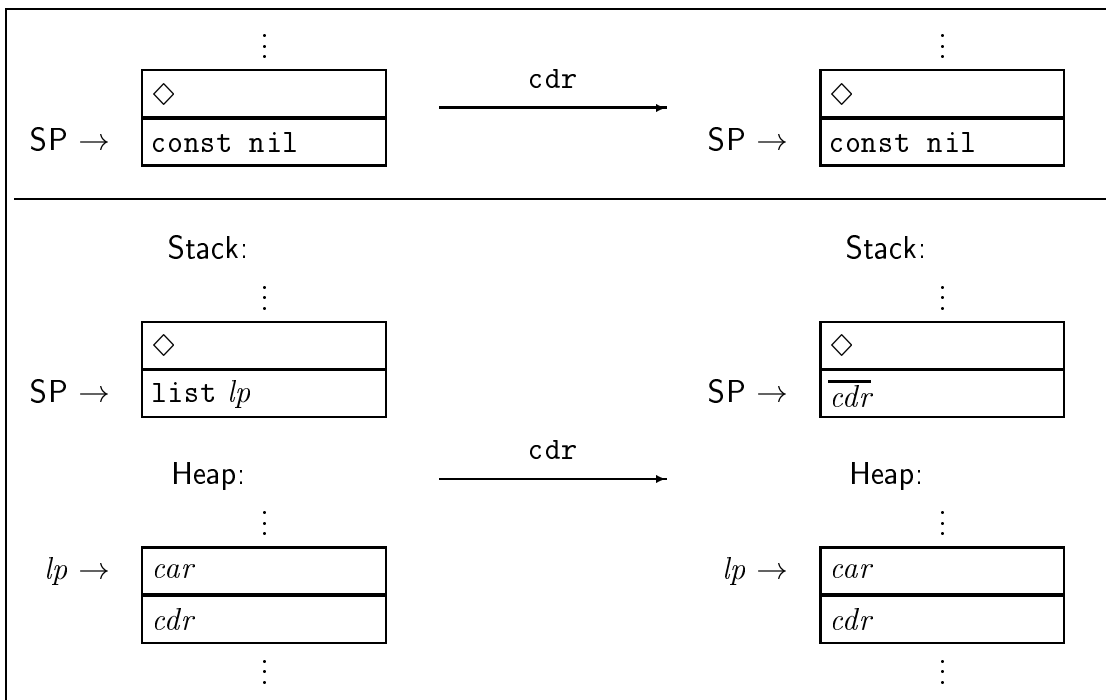 ⋮ ⋮
◇ cdr ◇
SP → const nil SP → const nil
Stack: Stack:
⋮ ⋮
◇ ◇
SP → list lp SP → c̅d̅r̅
cdr
Heap: Heap:
⋮ ⋮
lp → car lp → car
cdr cdr
⋮ ⋮